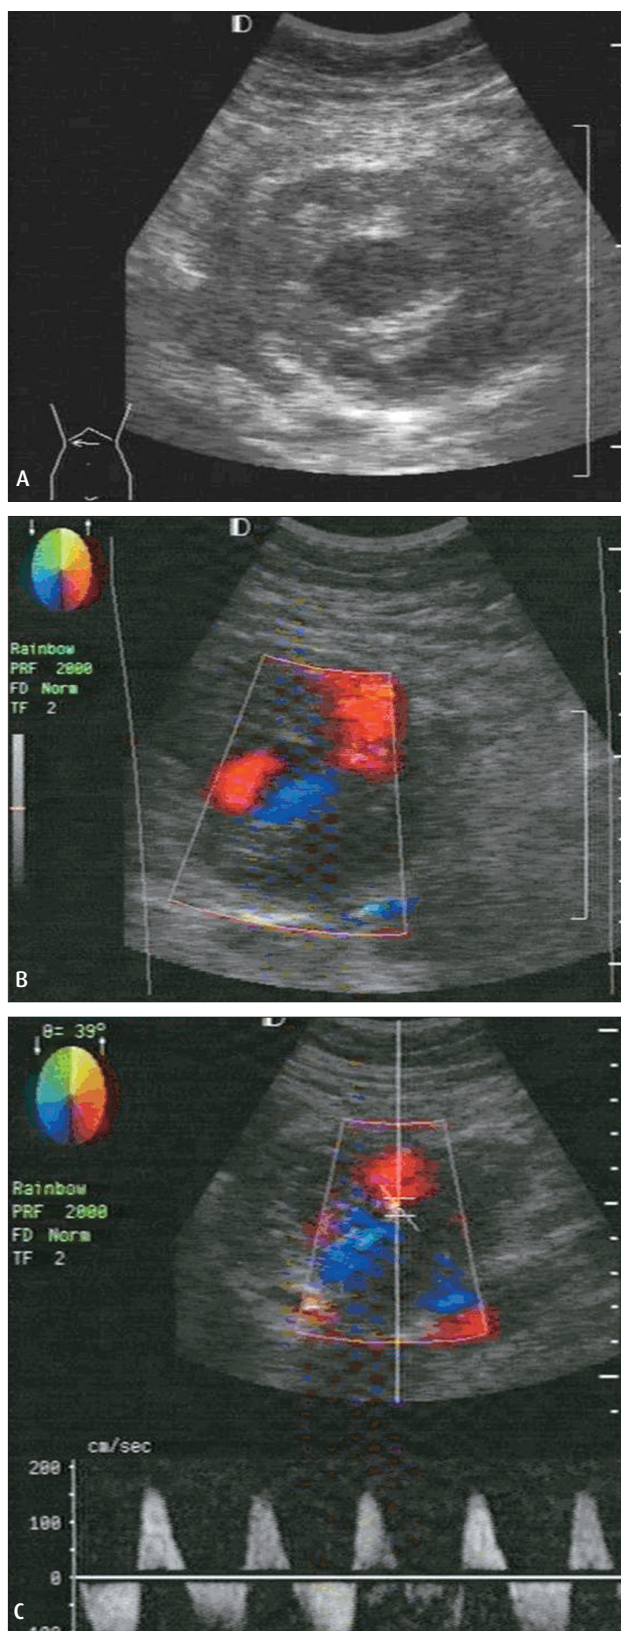 D
A
D
Rainbow
PRF 2000
FD Norm
TF 2
B
D
θ= 39°
Rainbow
PRF 2000
FD Norm
TF 2
cm/sec
200
100
0
100
C